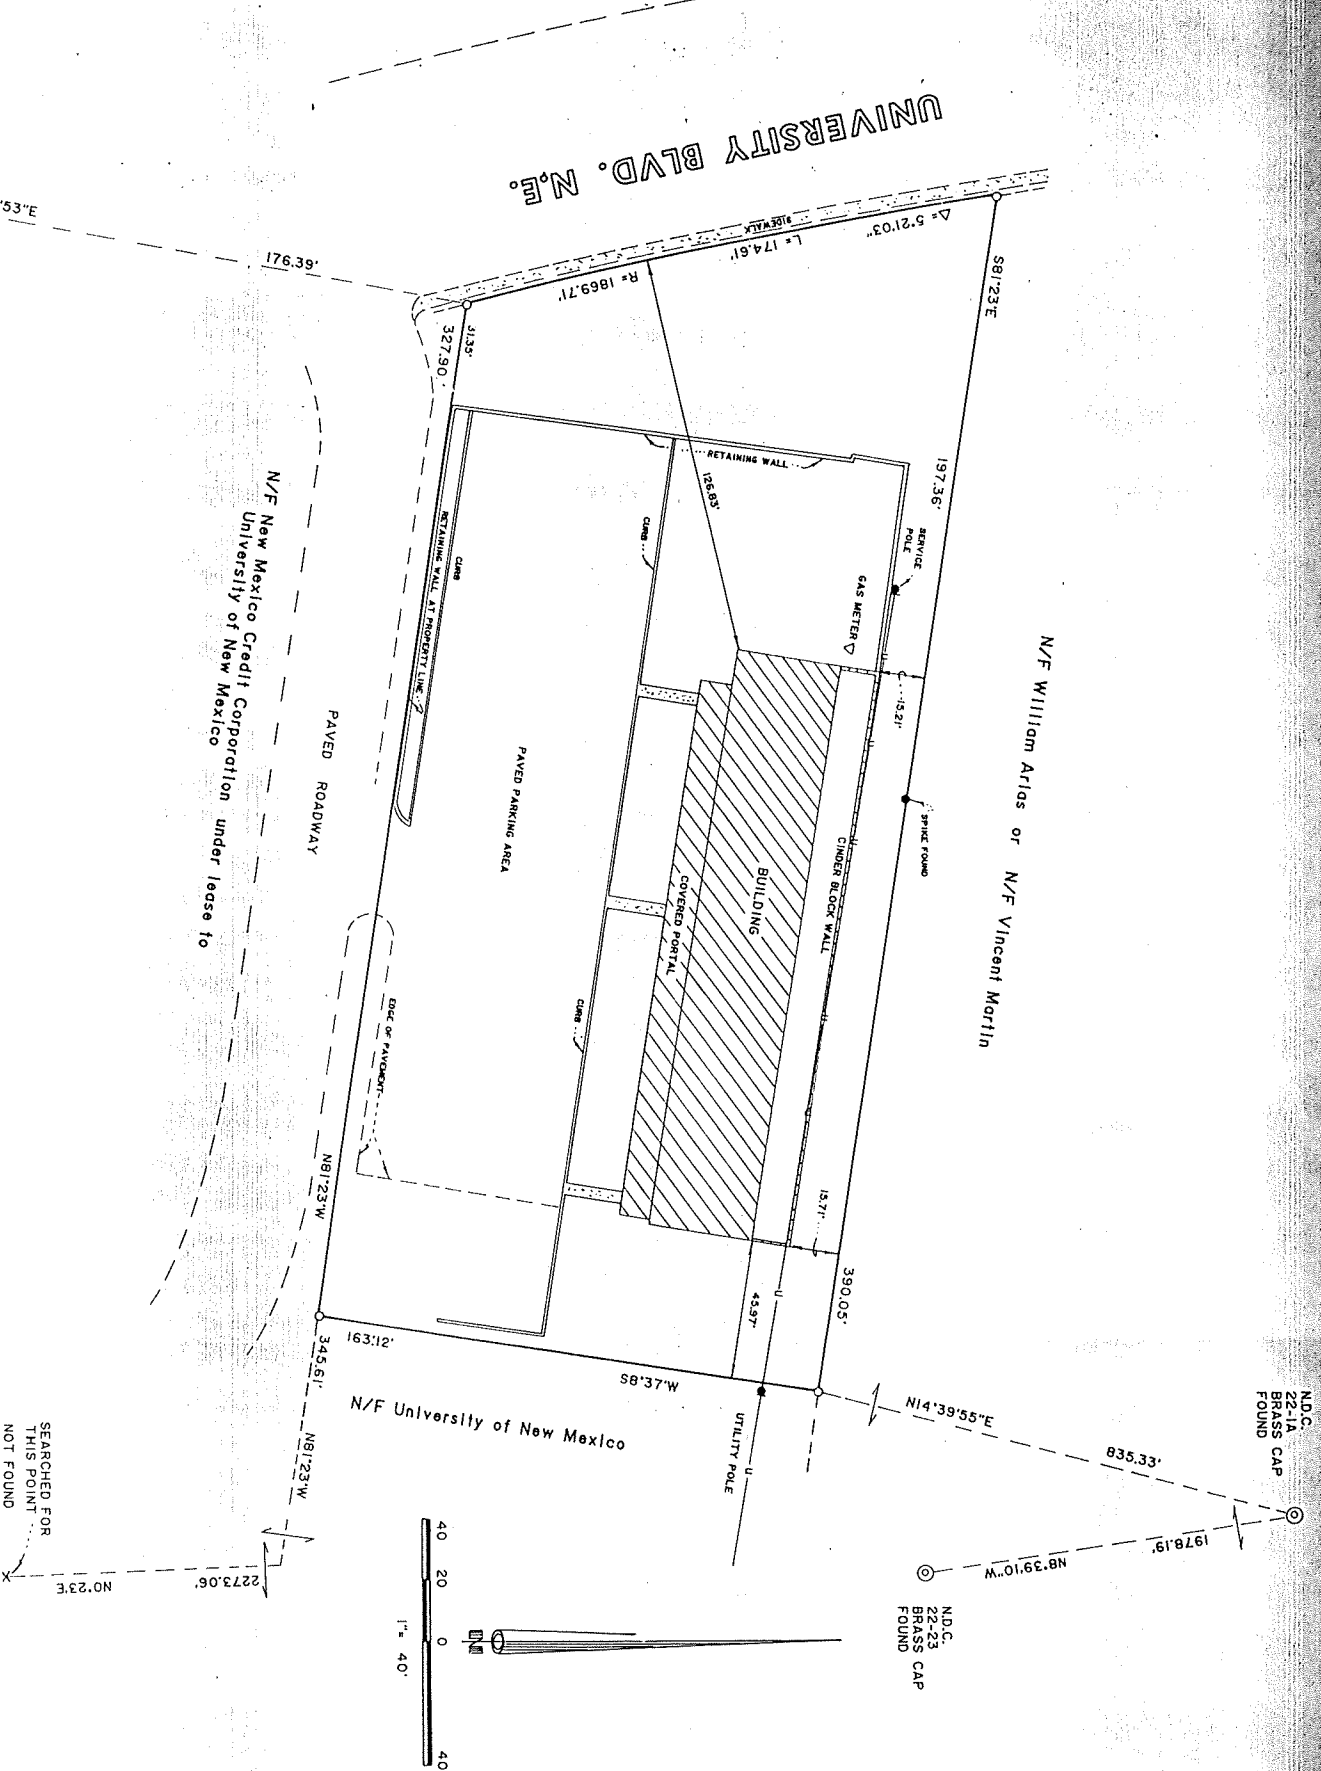 UNIVERSITY BLVD. N.E.
SIDEWALK
Δ= 5°21'03"
L= 174.61'
R= 1869.71'
'53"E
176.39'
S81°23'E
197.36'
390.05'
31.35'
327.90'
RETAINING WALL
126.83'
CURB
CURB
RETAINING WALL AT PROPERTY LINE
CURB
SERVICE
POLE
GAS METER
15.21'
SPIKE FOUND
CINDER BLOCK WALL
BUILDING
COVERED PORTAL
PAVED PARKING AREA
EDGE OF PAVEMENT
15.71'
45.97'
N/F William Arias or N/F Vincent Martin
PAVED ROADWAY
N/F New Mexico Credit Corporation under lease to
University of New Mexico
N81°23'W
163.12'
S8°37'W
345.61'
N81°23'W
N/F University of New Mexico
UTILITY POLE
N14°39'55"E
835.33'
N.D.C.
22-1A
BRASS CAP
FOUND
1978.19'
N8°39'10"W
N.D.C.
22-23
BRASS CAP
FOUND
2273.06'
N0°23'E
SEARCHED FOR
THIS POINT
NOT FOUND
40 20 0 40
1"= 40'